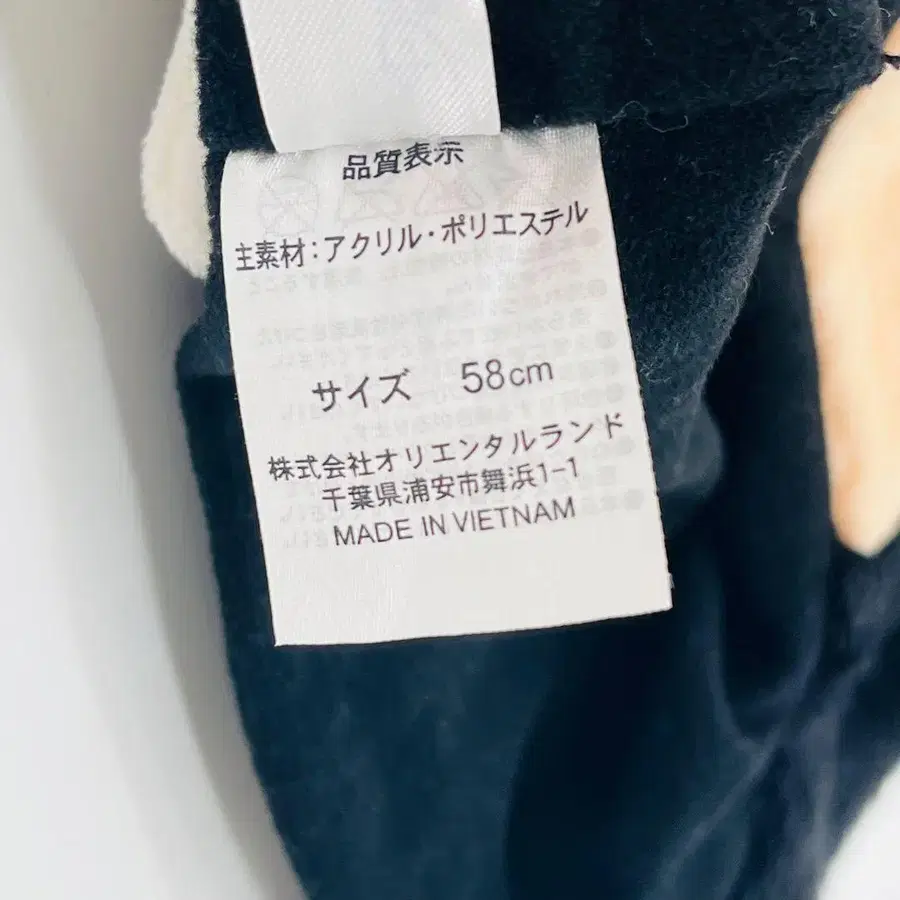 品質表示
主素材：アクリル・ポリエステル
サイズ 58cm
株式会社オリエンタルランド
千葉県浦安市舞浜1-1
MADE IN VIETNAM